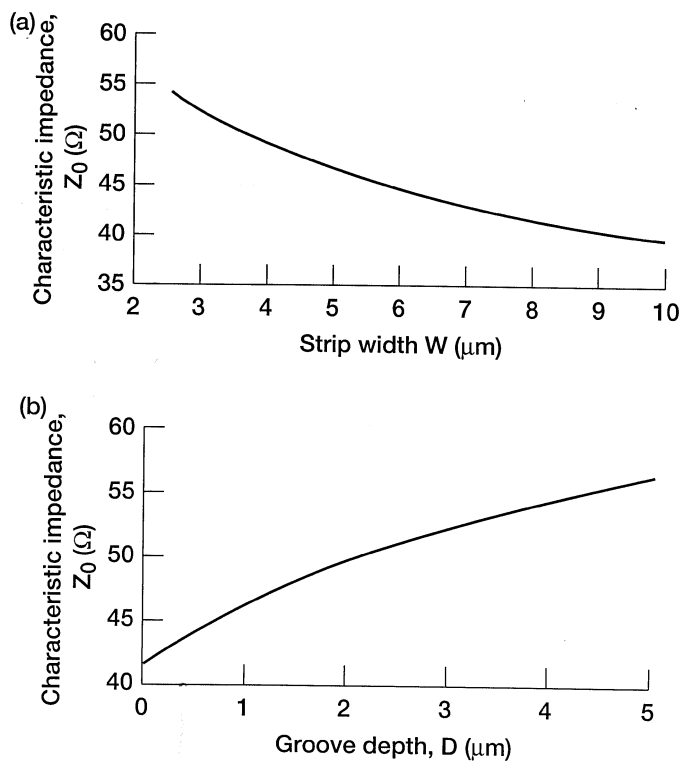 (a)
Characteristic impedance,
Z0 (Ω)
60
55
50
45
40
35
2 3 4 5 6 7 8 9 10
Strip width W (μm)
(b)
Characteristic impedance,
Z0 (Ω)
60
55
50
45
40
0 1 2 3 4 5
Groove depth, D (μm)